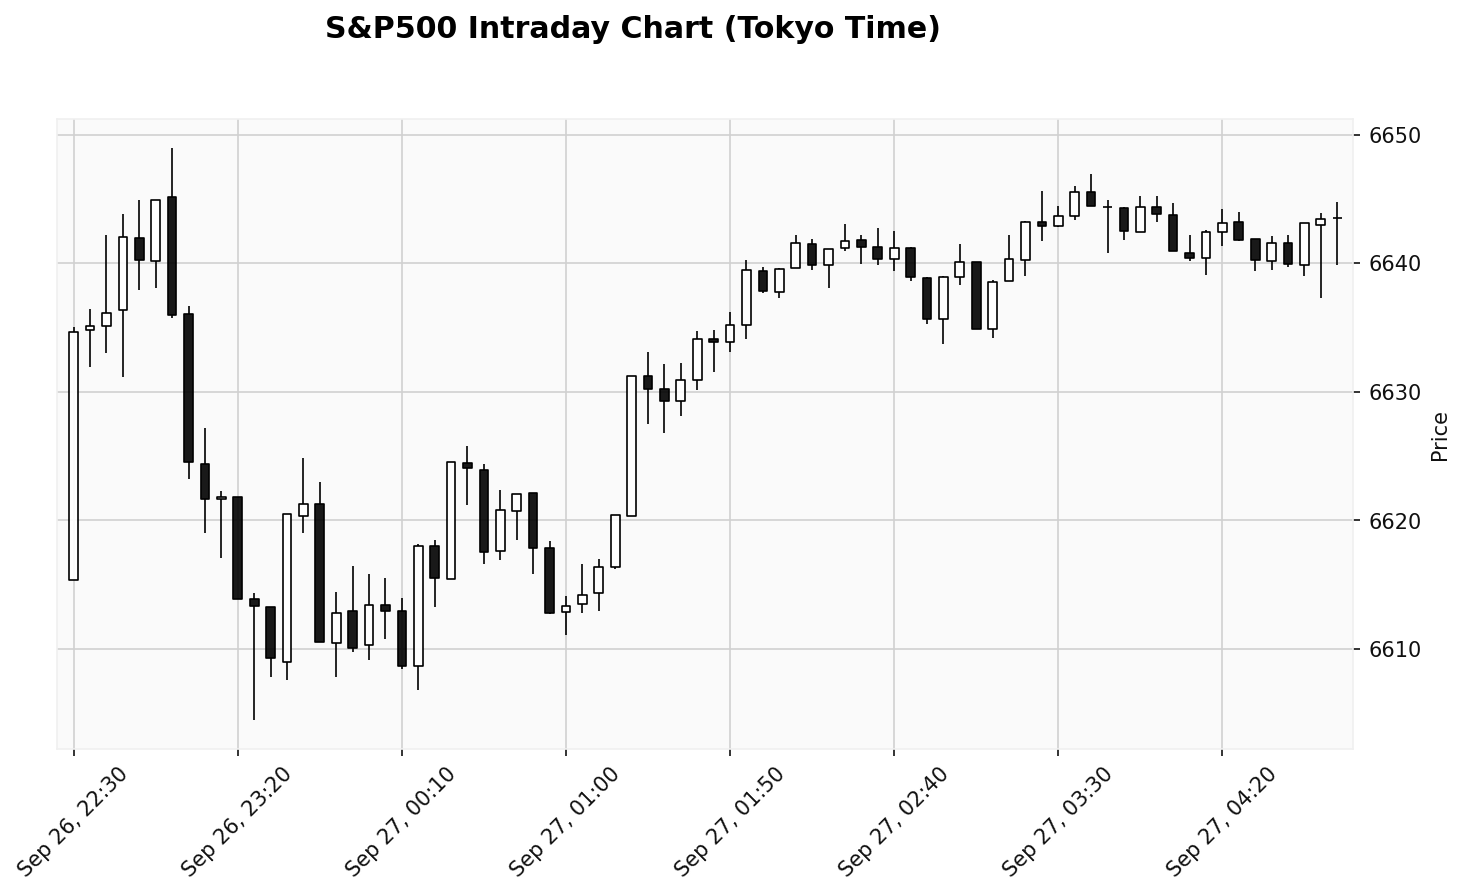 S&P500 Intraday Chart (Tokyo Time)
6650
6640
6630
6620
6610
Price
Sep 26, 22:30
Sep 26, 23:20
Sep 27, 00:10
Sep 27, 01:00
Sep 27, 01:50
Sep 27, 02:40
Sep 27, 03:30
Sep 27, 04:20